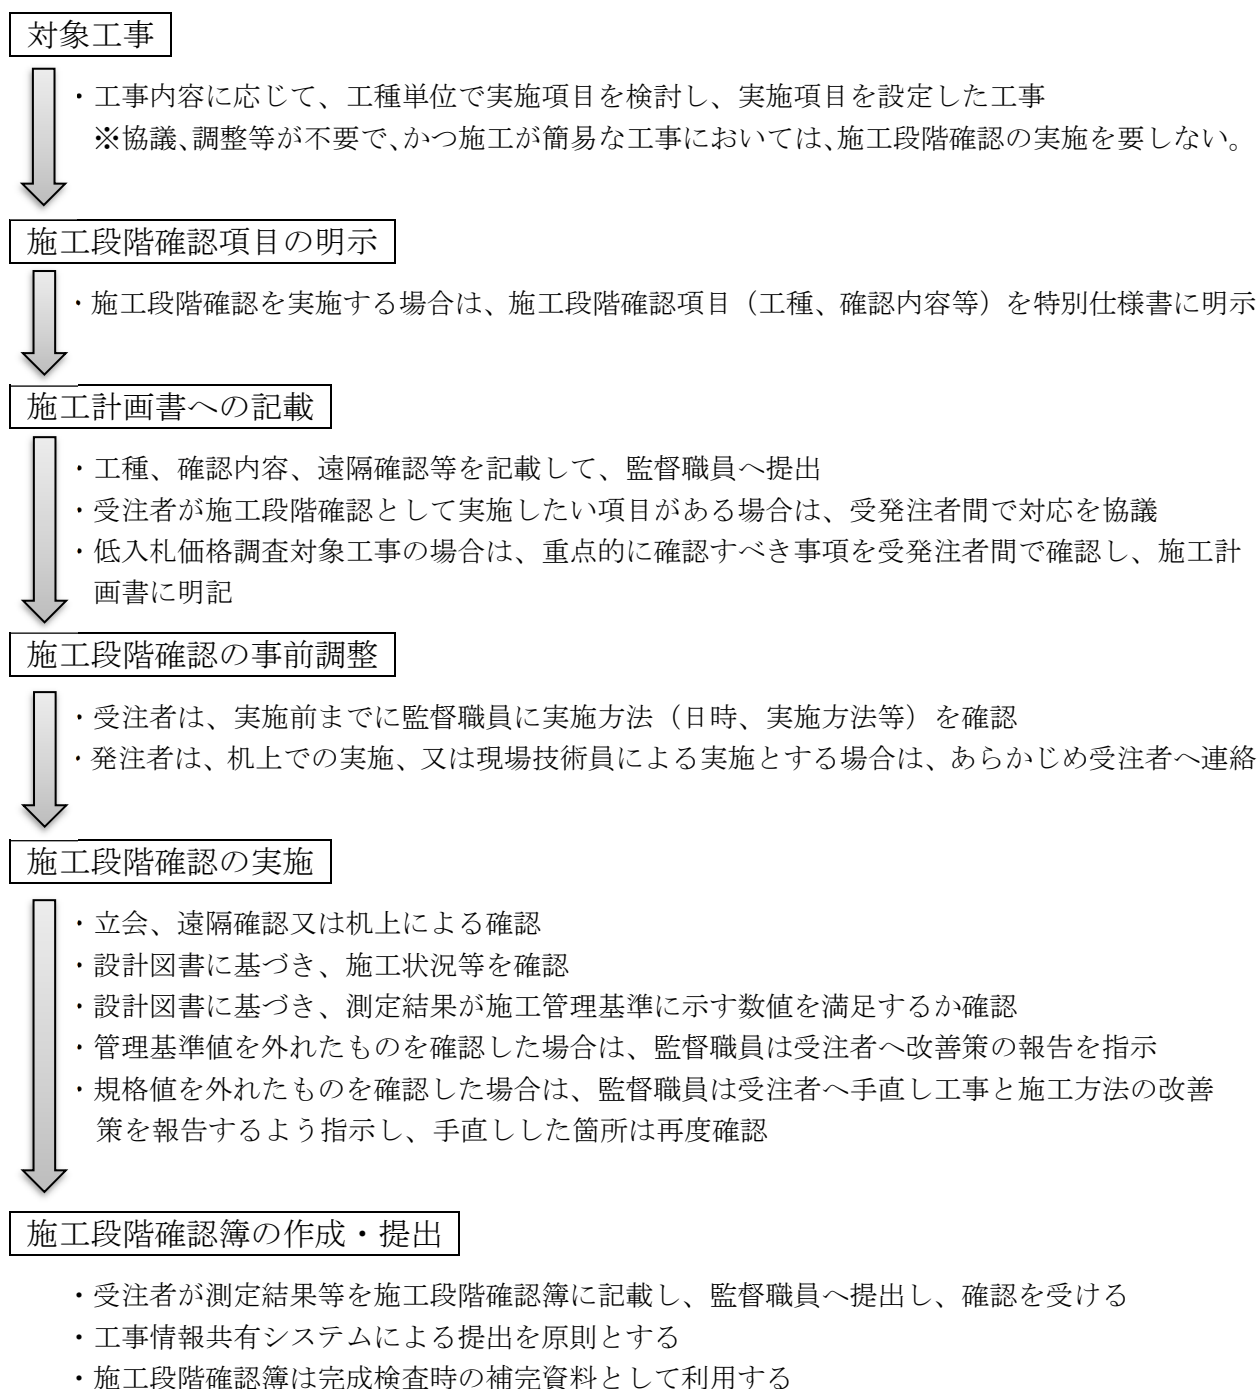 対象工事
・工事内容に応じて、工種単位で実施項目を検討し、実施項目を設定した工事
※協議、調整等が不要で、かつ施工が簡易な工事においては、施工段階確認の実施を要しない。
施工段階確認項目の明示
・施工段階確認を実施する場合は、施工段階確認項目（工種、確認内容等）を特別仕様書に明示
施工計画書への記載
・工種、確認内容、遠隔確認等を記載して、監督職員へ提出
・受注者が施工段階確認として実施したい項目がある場合は、受発注者間で対応を協議
・低入札価格調査対象工事の場合は、重点的に確認すべき事項を受発注者間で確認し、施工計
画書に明記
施工段階確認の事前調整
・受注者は、実施前までに監督職員に実施方法（日時、実施方法等）を確認
・発注者は、机上での実施、又は現場技術員による実施とする場合は、あらかじめ受注者へ連絡
施工段階確認の実施
・立会、遠隔確認又は机上による確認
・設計図書に基づき、施工状況等を確認
・設計図書に基づき、測定結果が施工管理基準に示す数値を満足するか確認
・管理基準値を外れたものを確認した場合は、監督職員は受注者へ改善策の報告を指示
・規格値を外れたものを確認した場合は、監督職員は受注者へ手直し工事と施工方法の改善
策を報告するよう指示し、手直しした箇所は再度確認
施工段階確認簿の作成・提出
・受注者が測定結果等を施工段階確認簿に記載し、監督職員へ提出し、確認を受ける
・工事情報共有システムによる提出を原則とする
・施工段階確認簿は完成検査時の補完資料として利用する